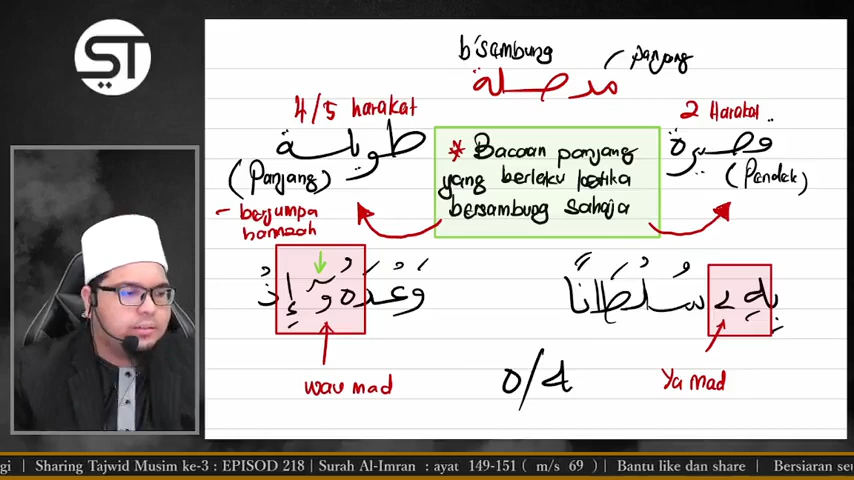 ST
b'sambung
مد صلة
panjang
4/5 harakat
طويلة
(Panjang)
- berjumpa
hamzah
* Bacaan panjang
yang berlaku ketika
bersambung sahaja
2 Harakat
قصيرة
(Pendek)
وَعْدَهُۥٓ إِذْ
بِهِۦ سُلْطَانًا
wau mad
0/4
Ya mad
gi | Sharing Tajwid Musim ke-3 : EPISOD 218 | Surah Al-Imran : ayat 149-151 ( m/s 69 ) | Bantu like dan share | Bersiaran seu